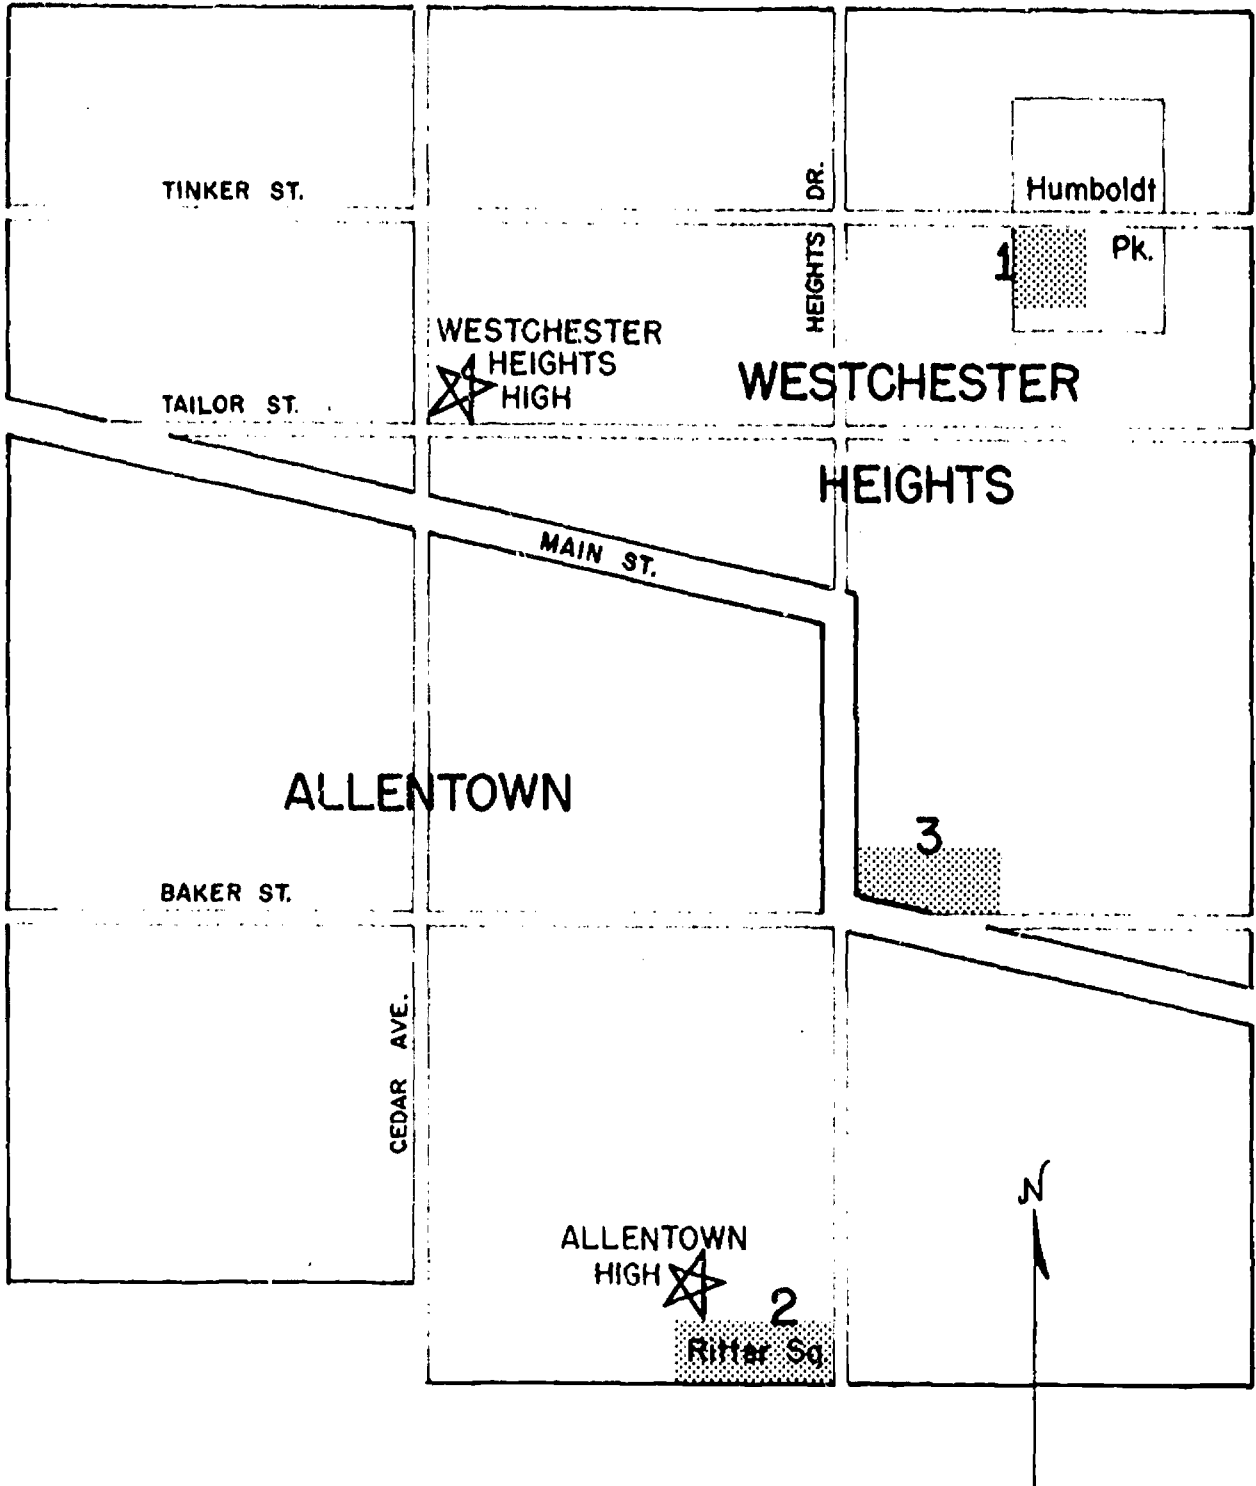 TINKER ST.
HEIGHTS DR.
Humboldt
Pk.
1
WESTCHESTER
HEIGHTS
HIGH
WESTCHESTER
HEIGHTS
TAILOR ST.
MAIN ST.
ALLENTOWN
3
BAKER ST.
CEDAR AVE.
N
ALLENTOWN
HIGH
2
Ritter Sq